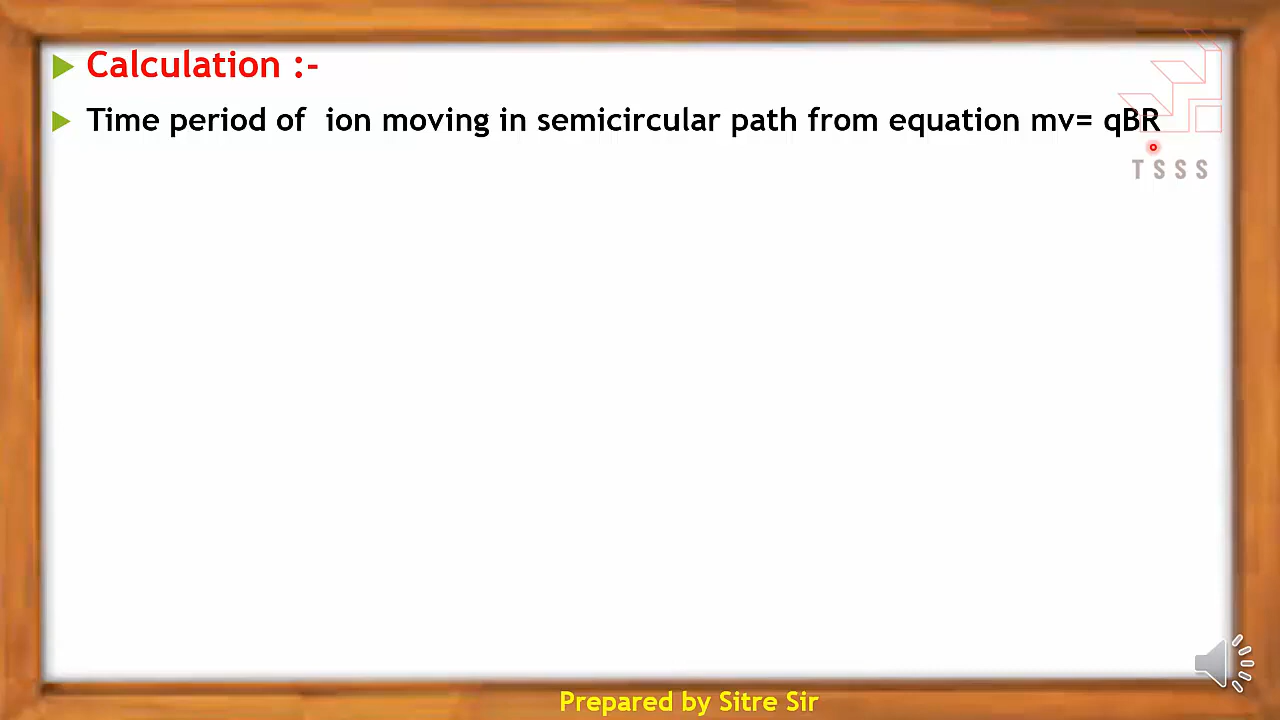 Calculation :-
Time period of ion moving in semicircular path from equation mv= qBR
TSSS
Prepared by Sitre Sir